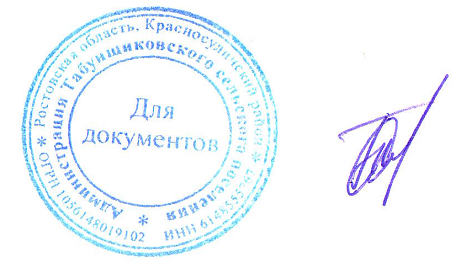 Ростовская область, Красносулинский район
* ОГРН 1056148019102
ИНН
Администрация Табунщиковского сельского поселения *
Для
документов